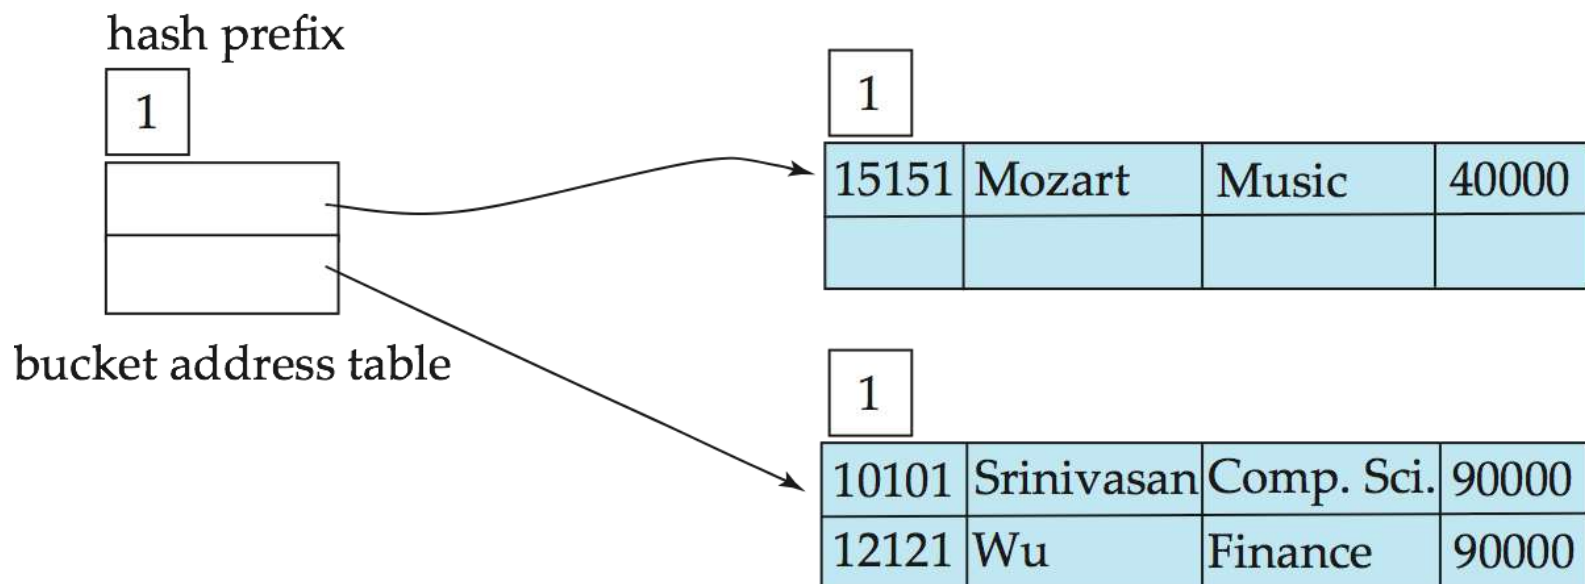 hash prefix
1
1
15151 Mozart Music 40000
bucket address table
1
10101 Srinivasan Comp. Sci. 90000
12121 Wu Finance 90000